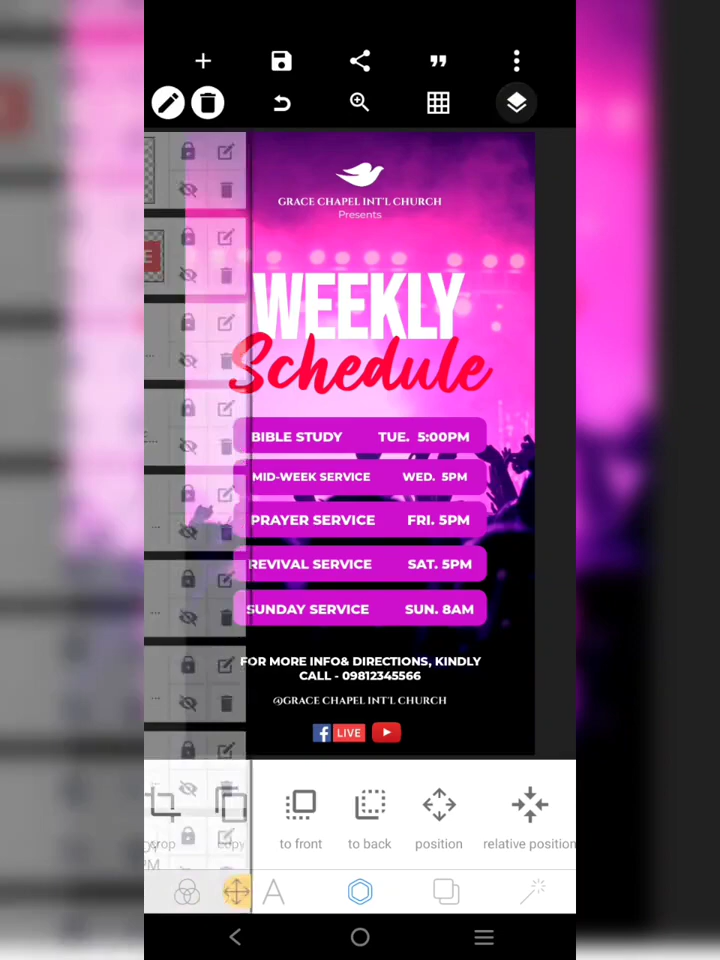 GRACE CHAPEL INT'L CHURCH
Presents
WEEKLY
Schedule
BIBLE STUDY TUE. 5:00PM
MID-WEEK SERVICE WED. 5PM
PRAYER SERVICE FRI. 5PM
REVIVAL SERVICE SAT. 5PM
SUNDAY SERVICE SUN. 8AM
FOR MORE INFO& DIRECTIONS, KINDLY
CALL - 09812345566
@GRACE CHAPEL INT'L CHURCH
f LIVE
crop copy to front to back position relative position